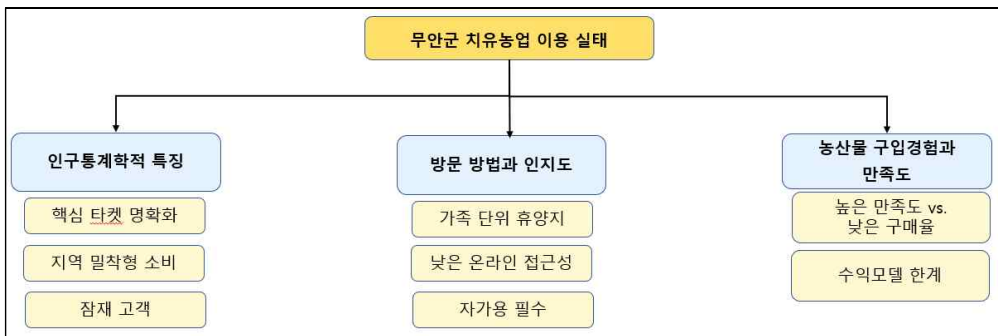 무안군 치유농업 이용 실태
인구통계학적 특징
핵심 타켓 명확화
지역 밀착형 소비
잠재 고객
방문 방법과 인지도
가족 단위 휴양지
낮은 온라인 접근성
자가용 필수
농산물 구입경험과
만족도
높은 만족도 vs.
낮은 구매율
수익모델 한계